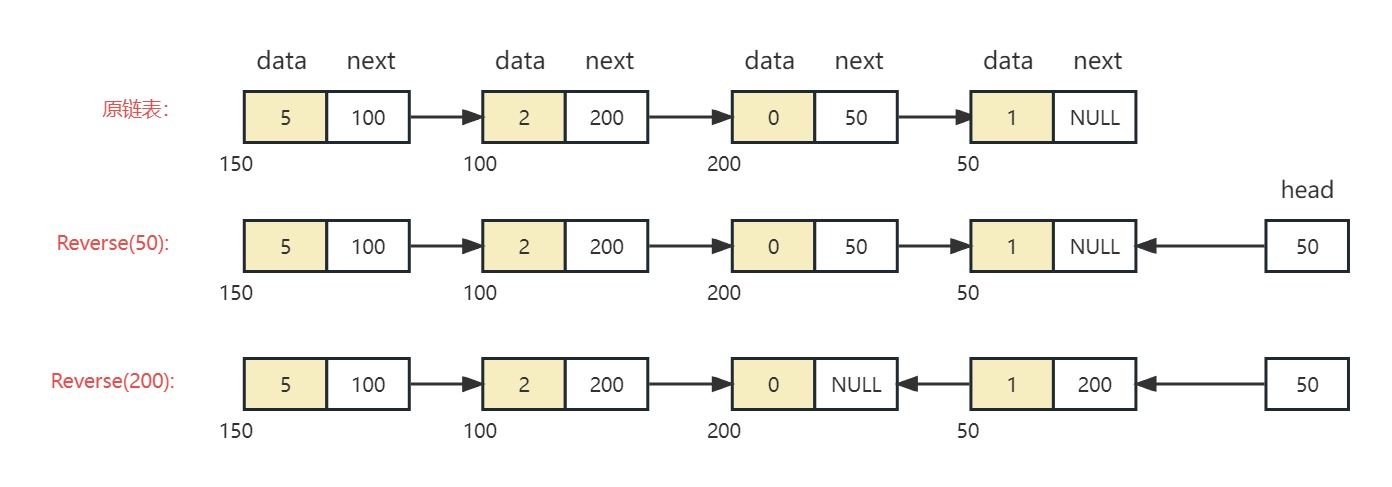 data next data next data next data next
原链表: 5 100 2 200 0 50 1 NULL
150 100 200 50
head
Reverse(50): 5 100 2 200 0 50 1 NULL 50
150 100 200 50
Reverse(200): 5 100 2 200 0 NULL 1 200 50
150 100 200 50